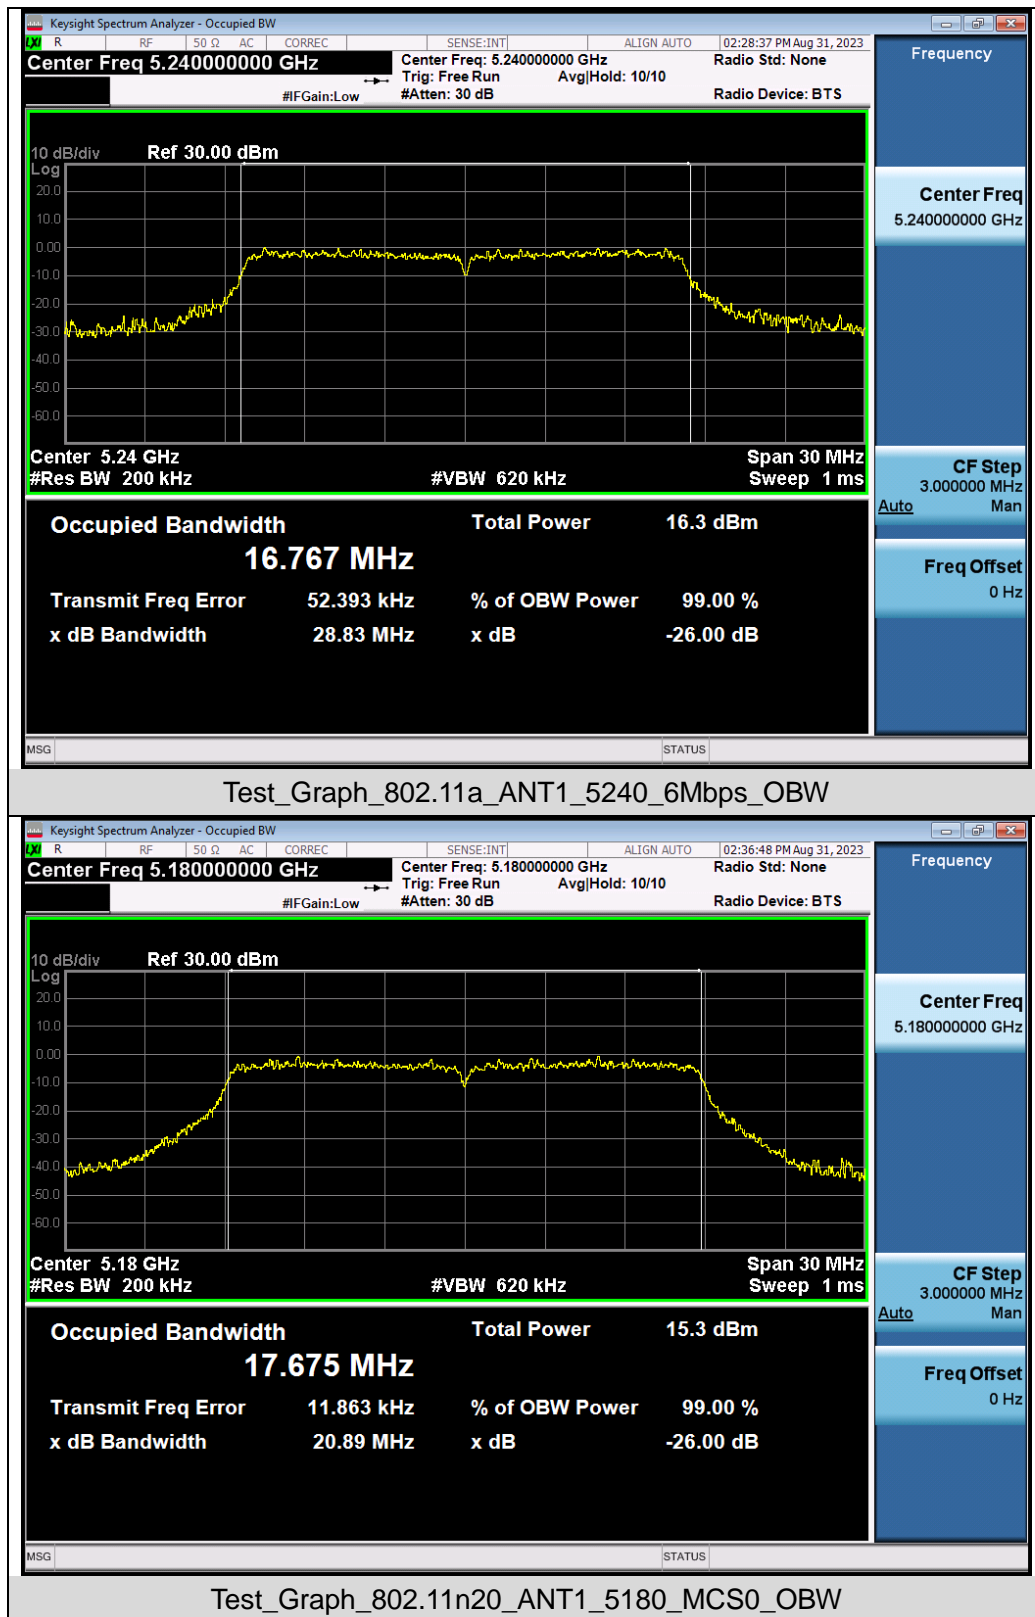 Keysight Spectrum Analyzer - Occupied BW
LXI R RF 50 Ω AC CORREC SENSE:INT ALIGN AUTO 02:28:37 PM Aug 31, 2023
Center Freq 5.240000000 GHz
Center Freq: 5.240000000 GHz Radio Std: None
Trig: Free Run Avg|Hold: 10/10
#IFGain:Low #Atten: 30 dB Radio Device: BTS
10 dB/div Ref 30.00 dBm
Log
20.0
10.0
0.00
-10.0
-20.0
-30.0
-40.0
-50.0
-60.0
Center 5.24 GHz Span 30 MHz
#Res BW 200 kHz #VBW 620 kHz Sweep 1 ms
Occupied Bandwidth Total Power 16.3 dBm
16.767 MHz
Transmit Freq Error 52.393 kHz % of OBW Power 99.00 %
x dB Bandwidth 28.83 MHz x dB -26.00 dB
MSG STATUS
Frequency
Center Freq
5.240000000 GHz
CF Step
3.000000 MHz
Auto Man
Freq Offset
0 Hz
Test_Graph_802.11a_ANT1_5240_6Mbps_OBW
Keysight Spectrum Analyzer - Occupied BW
LXI R RF 50 Ω AC CORREC SENSE:INT ALIGN AUTO 02:36:48 PM Aug 31, 2023
Center Freq 5.180000000 GHz
Center Freq: 5.180000000 GHz Radio Std: None
Trig: Free Run Avg|Hold: 10/10
#IFGain:Low #Atten: 30 dB Radio Device: BTS
10 dB/div Ref 30.00 dBm
Log
20.0
10.0
0.00
-10.0
-20.0
-30.0
-40.0
-50.0
-60.0
Center 5.18 GHz Span 30 MHz
#Res BW 200 kHz #VBW 620 kHz Sweep 1 ms
Occupied Bandwidth Total Power 15.3 dBm
17.675 MHz
Transmit Freq Error 11.863 kHz % of OBW Power 99.00 %
x dB Bandwidth 20.89 MHz x dB -26.00 dB
MSG STATUS
Frequency
Center Freq
5.180000000 GHz
CF Step
3.000000 MHz
Auto Man
Freq Offset
0 Hz
Test_Graph_802.11n20_ANT1_5180_MCS0_OBW